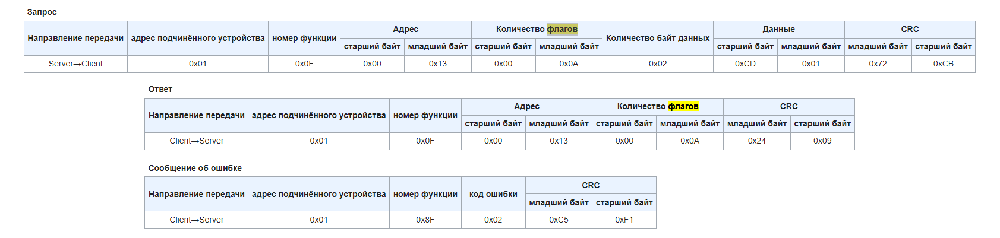 Запрос
Направление передачи адрес подчинённого устройства номер функции Адрес Количество флагов Количество байт данных Данные CRC
старший байт младший байт старший байт младший байт старший байт младший байт младший байт старший байт
Server→Client 0x01 0x0F 0x00 0x13 0x00 0x0A 0x02 0xCD 0x01 0x72 0xCB
Ответ
Направление передачи адрес подчинённого устройства номер функции Адрес Количество флагов CRC
старший байт младший байт старший байт младший байт младший байт старший байт
Client→Server 0x01 0x0F 0x00 0x13 0x00 0x0A 0x24 0x09
Сообщение об ошибке
Направление передачи адрес подчинённого устройства номер функции код ошибки CRC
младший байт старший байт
Client→Server 0x01 0x8F 0x02 0xC5 0xF1